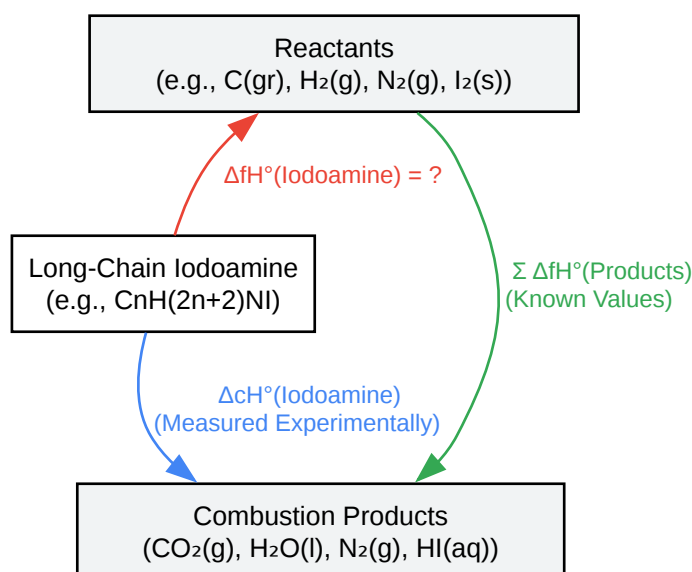 Reactants
(e.g., C(gr), H₂(g), N₂(g), I₂(s))
ΔfH°(Iodoamine) = ?
Long-Chain Iodoamine
(e.g., CnH(2n+2)NI)
Σ ΔfH°(Products)
(Known Values)
ΔcH°(Iodoamine)
(Measured Experimentally)
Combustion Products
(CO₂(g), H₂O(l), N₂(g), HI(aq))